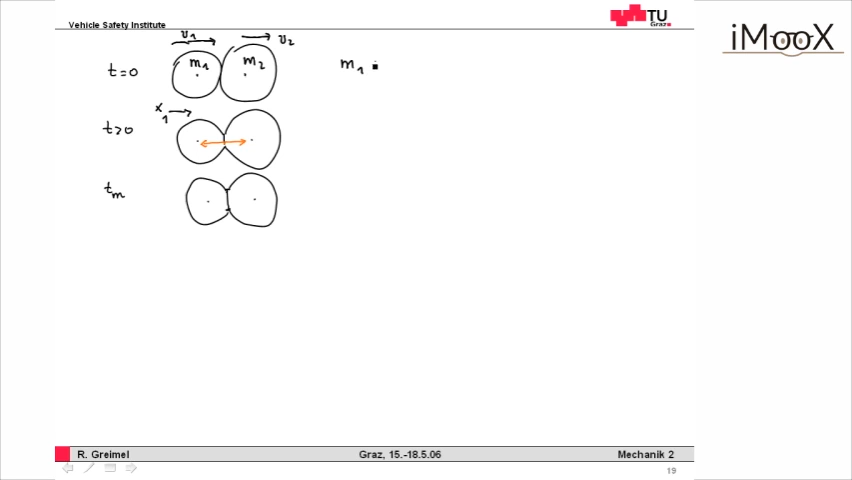 Vehicle Safety Institute
TU
Graz
iMooX
v₁ v₂
t=0 m₁ m₂ m₁
x₁
t>0
tₘ
R. Greimel Graz, 15.-18.5.06 Mechanik 2
19